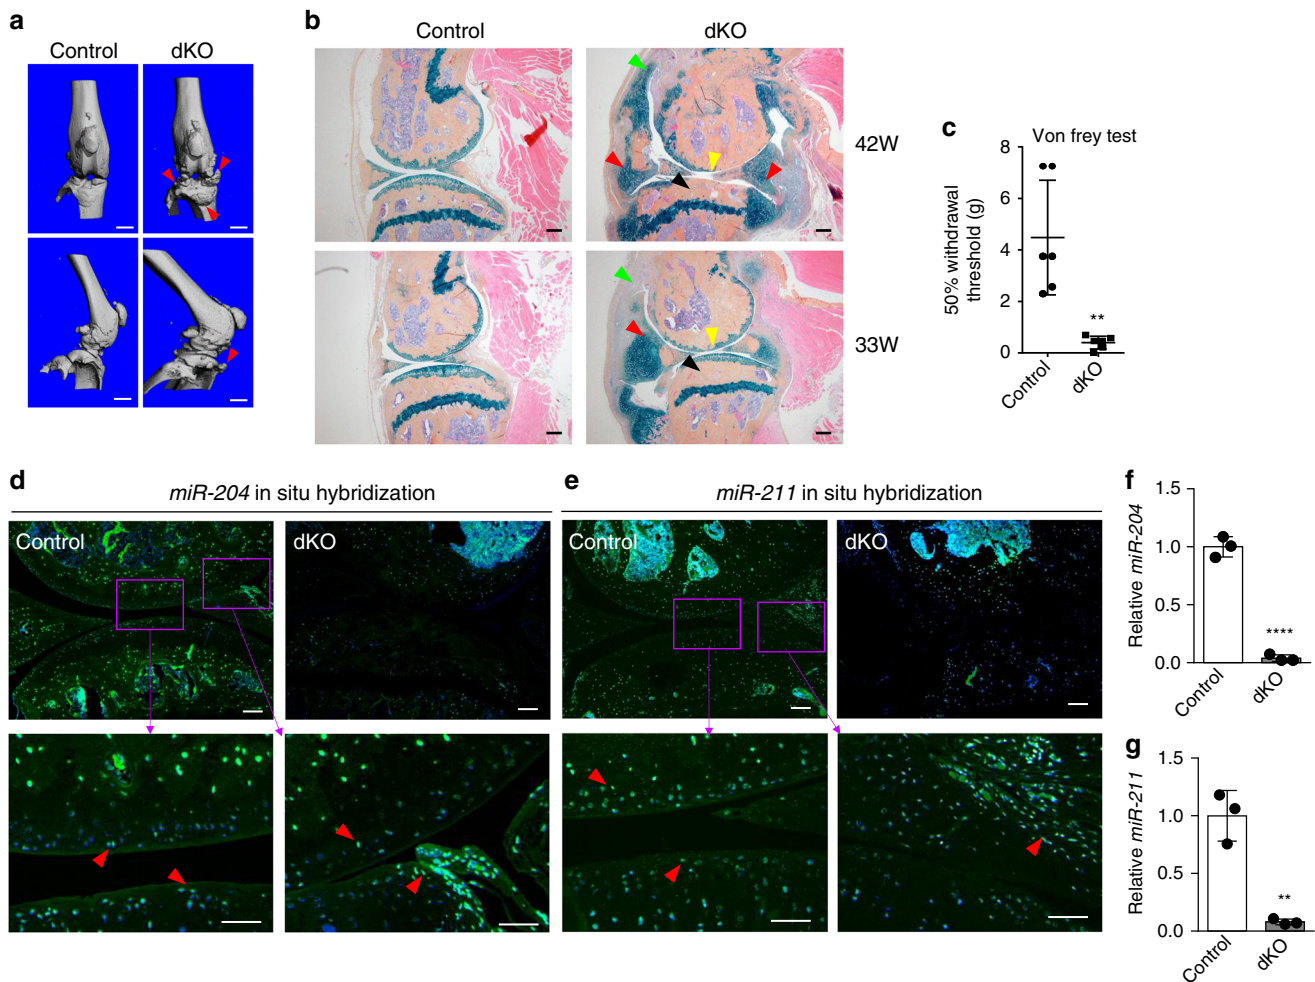 a
Control
dKO
b
Control
dKO
42W
33W
c
Von frey test
50% withdrawal
threshold (g)
8
6
4
2
0
**
Control
dKO
d
miR-204 in situ hybridization
Control
dKO
e
miR-211 in situ hybridization
Control
dKO
f
Relative miR-204
1.5
1.0
0.5
0.0
****
Control
dKO
g
Relative miR-211
1.5
1.0
0.5
0.0
**
Control
dKO